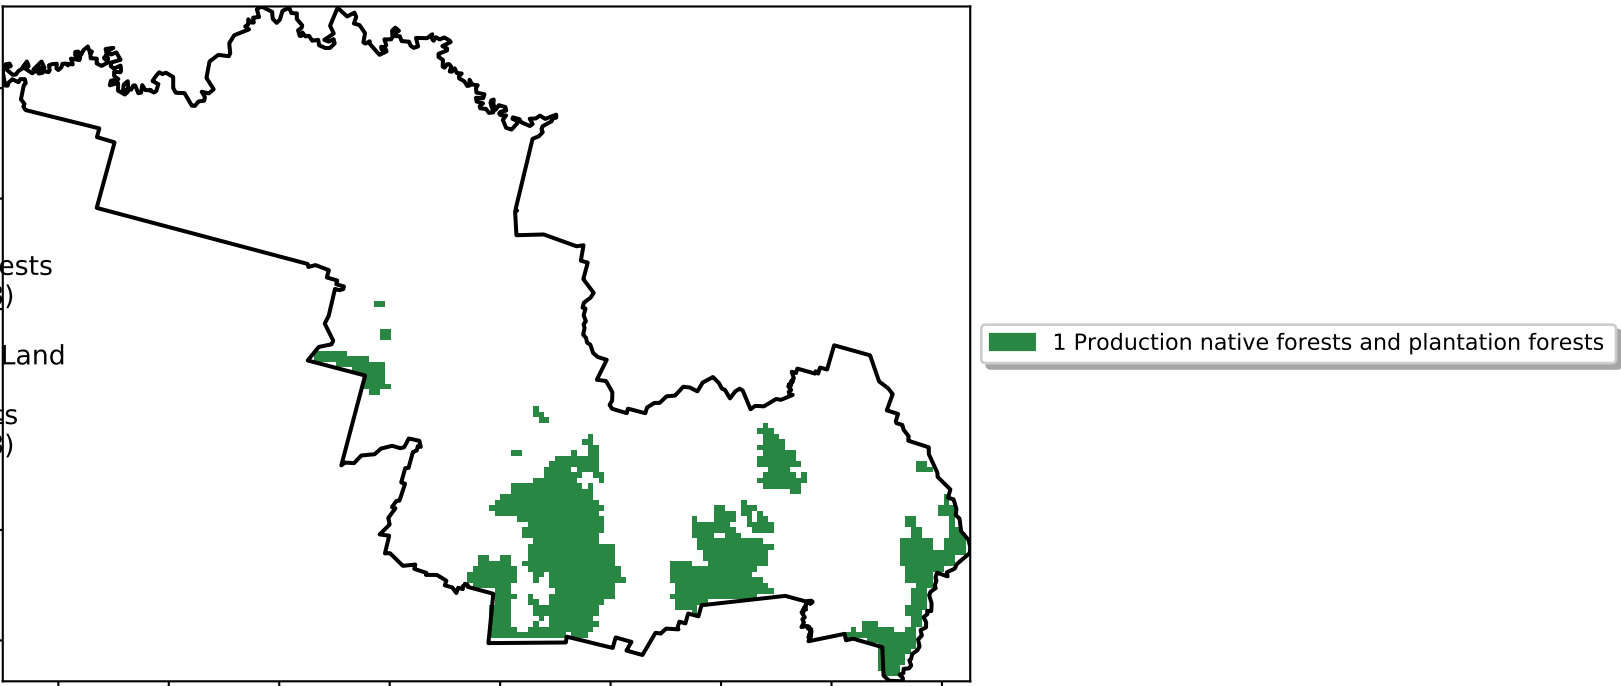 ests
)
Land
s
)
1 Production native forests and plantation forests